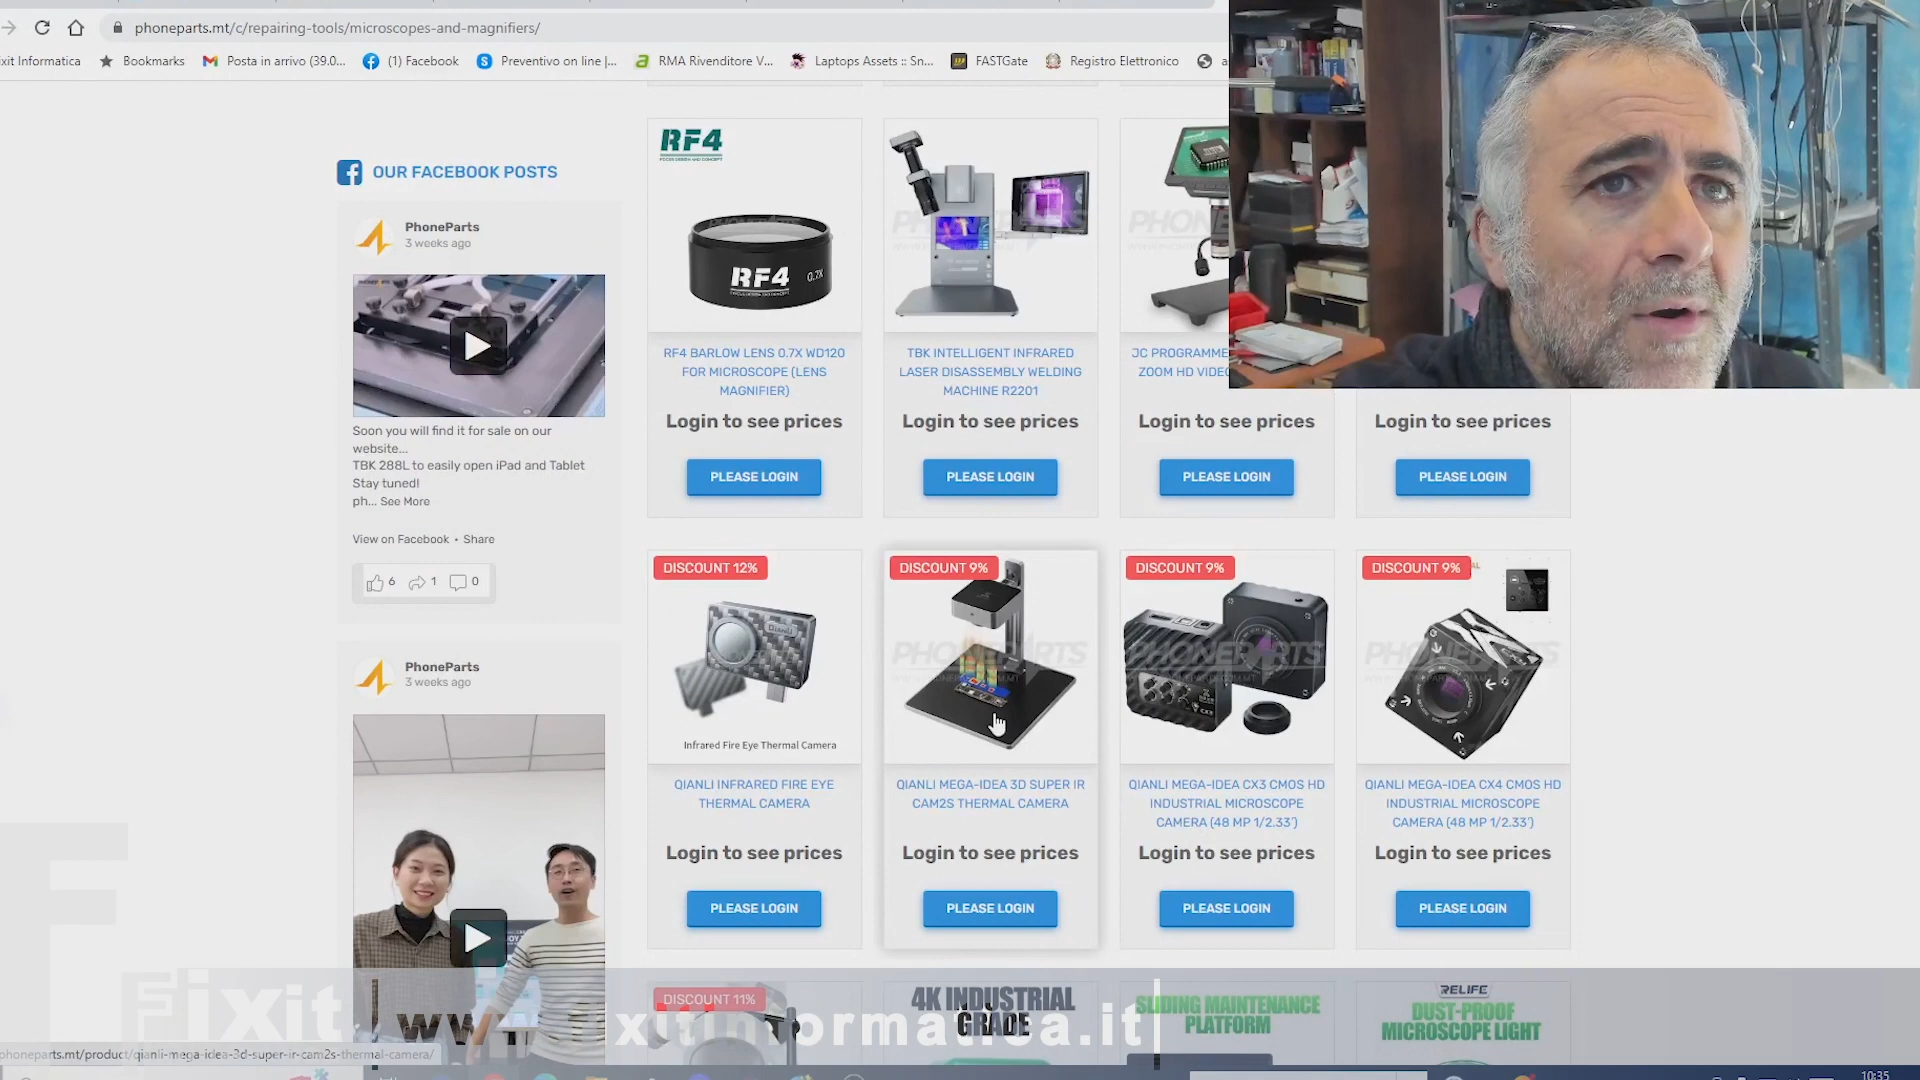 phoneparts.mt/c/repairing-tools/microscopes-and-magnifiers/
xit Informatica
Bookmarks
Posta in arrivo (39.0...
(1) Facebook
Preventivo on line |...
RMA Rivenditore V...
Laptops Assets :: Sn...
FASTGate
Registro Elettronico
OUR FACEBOOK POSTS
PhoneParts
3 weeks ago
Soon you will find it for sale on our
website...
TBK 288L to easily open iPad and Tablet
Stay tuned!
ph... See More
View on Facebook • Share
6 1 0
PhoneParts
3 weeks ago
RF4
RF4
0.7X
RF4 BARLOW LENS 0.7X WD120
FOR MICROSCOPE (LENS
MAGNIFIER)
Login to see prices
PLEASE LOGIN
TBK INTELLIGENT INFRARED
LASER DISASSEMBLY WELDING
MACHINE R2201
Login to see prices
PLEASE LOGIN
JC PROGRAMME
ZOOM HD VIDE
Login to see prices
PLEASE LOGIN
Login to see prices
PLEASE LOGIN
DISCOUNT 12%
Qianli
Infrared Fire Eye Thermal Camera
QIANLI INFRARED FIRE EYE
THERMAL CAMERA
Login to see prices
PLEASE LOGIN
DISCOUNT 9%
PHONEPARTS
QIANLI MEGA-IDEA 3D SUPER IR
CAM2S THERMAL CAMERA
Login to see prices
PLEASE LOGIN
DISCOUNT 9%
PHONEPARTS
QIANLI MEGA-IDEA CX3 CMOS HD
INDUSTRIAL MICROSCOPE
CAMERA (48 MP 1/2.33')
Login to see prices
PLEASE LOGIN
DISCOUNT 9%
PHONEPARTS
QIANLI MEGA-IDEA CX4 CMOS HD
INDUSTRIAL MICROSCOPE
CAMERA (48 MP 1/2.33')
Login to see prices
PLEASE LOGIN
DISCOUNT 11%
4K INDUSTRIAL
GRADE
SLIDING MAINTENANCE
PLATFORM
RELIFE
DUST-PROOF
MICROSCOPE LIGHT
Fixit
www.fixitinformatica.it
phoneparts.mt/product/qianli-mega-idea-3d-super-ir-cam2s-thermal-camera/
10:35